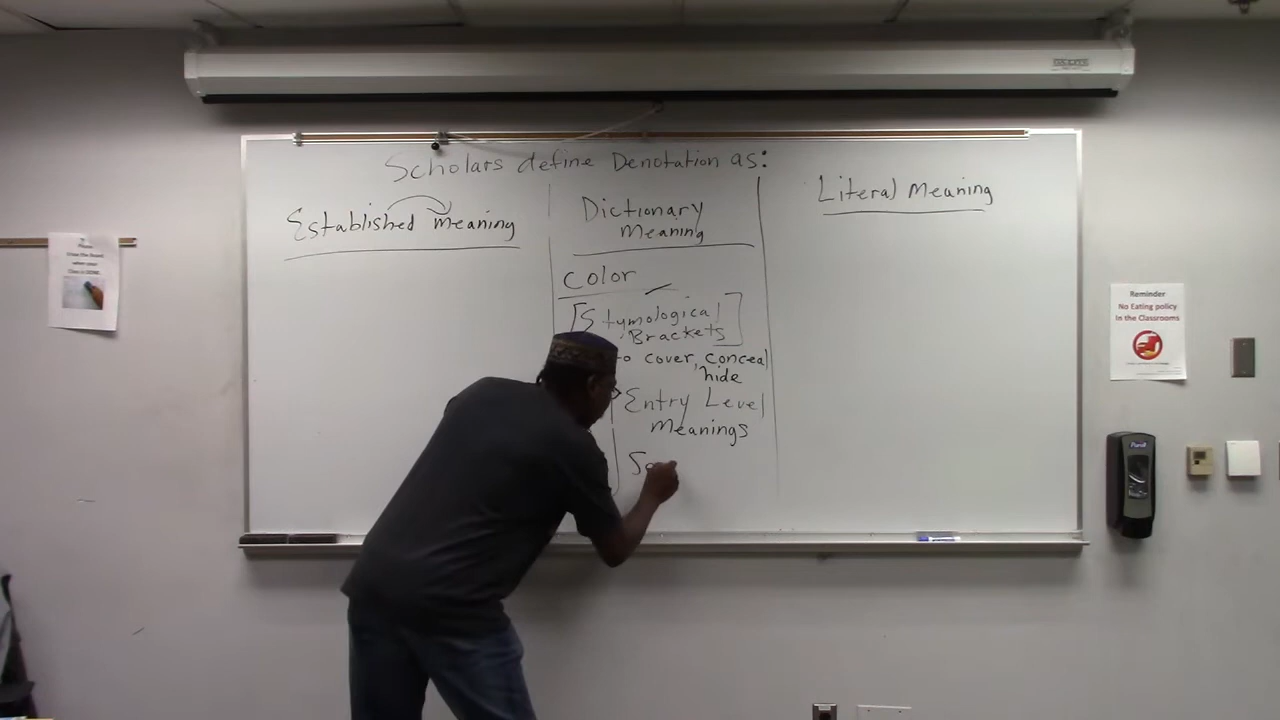 Scholars define Denotation as:
Established meaning
Dictionary
Meaning
Literal Meaning
Color
[Etymological
Brackets]
to cover, conceal
hide
Entry Level
Meanings
Reminder
No Eating policy
In the Classrooms